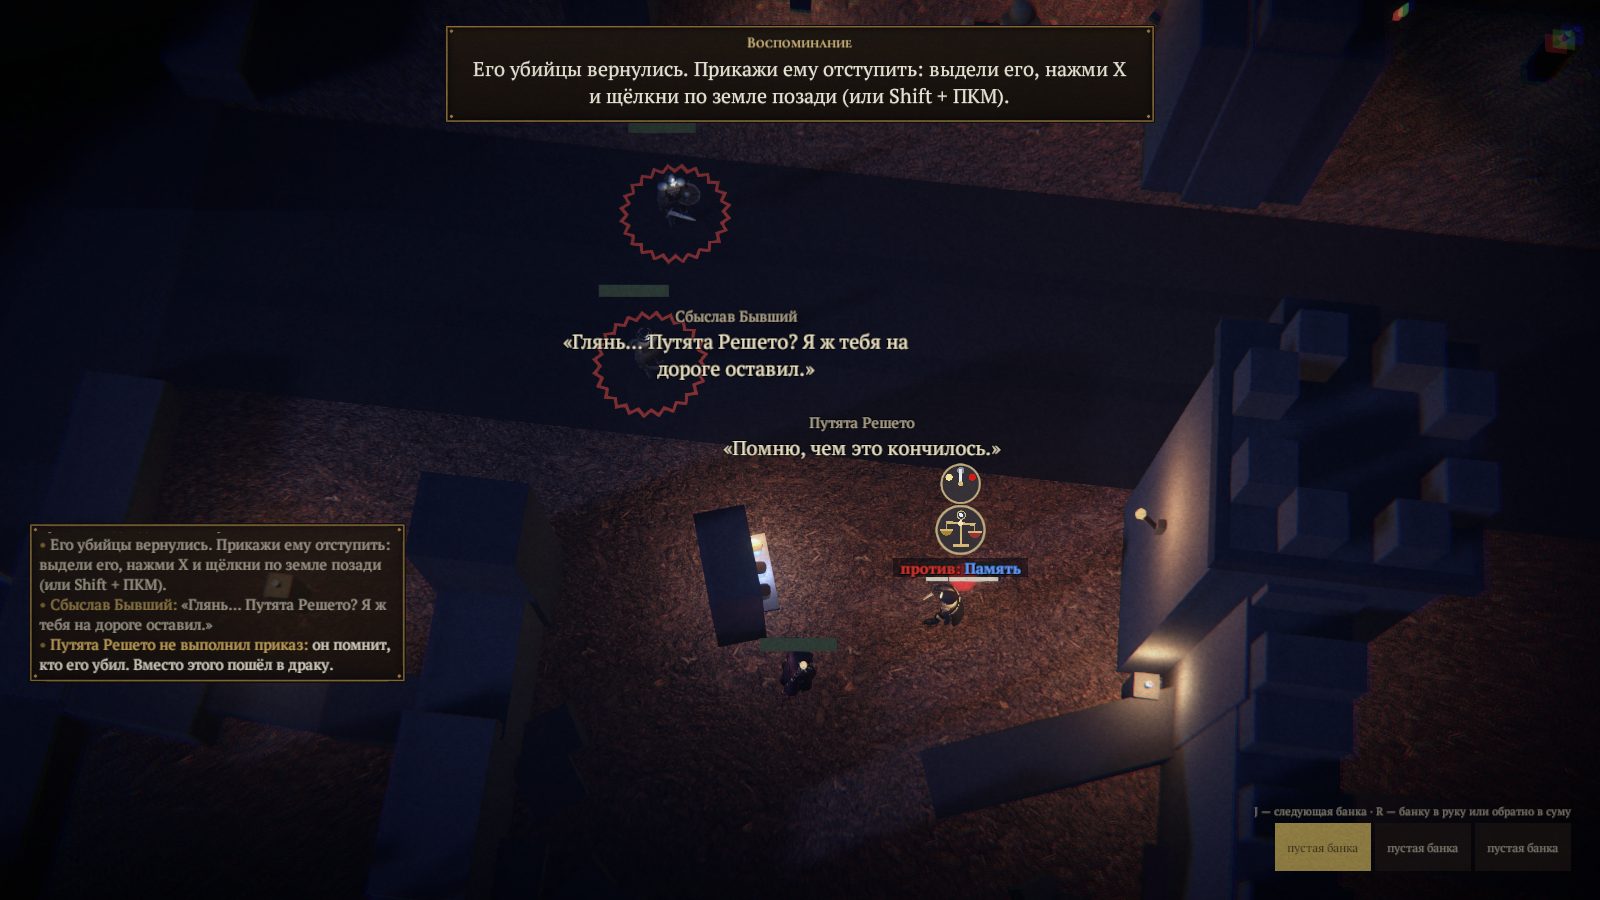 Воспоминание
Его убийцы вернулись. Прикажи ему отступить: выдели его, нажми X
и щёлкни по земле позади (или Shift + ПКМ).
Сбыслав Бывший
«Глянь... Путята Решето? Я ж тебя на
дороге оставил.»
Путята Решето
«Помню, чем это кончилось.»
против: Память
• Его убийцы вернулись. Прикажи ему отступить:
выдели его, нажми X и щёлкни по земле позади
(или Shift + ПКМ).
• Сбыслав Бывший: «Глянь... Путята Решето? Я ж
тебя на дороге оставил.»
• Путята Решето не выполнил приказ: он помнит,
кто его убил. Вместо этого пошёл в драку.
J — следующая банка · R — банку в руку или обратно в суму
пустая банка
пустая банка
пустая банка